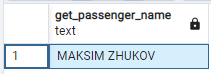 get_passenger_name
text
1 MAKSIM ZHUKOV